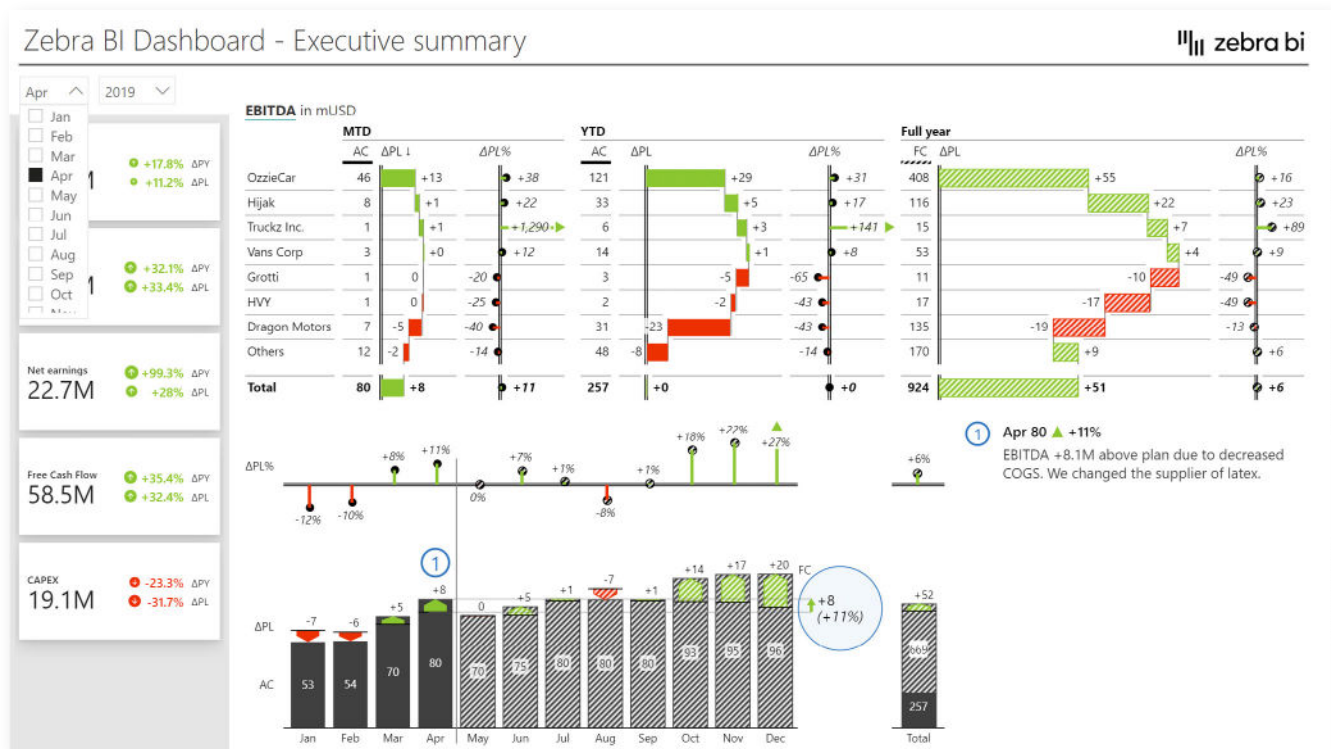 Zebra BI Dashboard - Executive summary
zebra bi
Apr 2019
Jan
Feb
Mar
Apr
May
Jun
Jul
Aug
Sep
Oct
+17.8% ΔPY
+11.2% ΔPL
+32.1% ΔPY
+33.4% ΔPL
Net earnings
22.7M
+99.3% ΔPY
+28% ΔPL
Free Cash Flow
58.5M
+35.4% ΔPY
+32.4% ΔPL
CAPEX
19.1M
-23.3% ΔPY
-31.7% ΔPL
EBITDA in mUSD
MTD YTD Full year
AC ΔPL ↓ ΔPL% AC ΔPL ΔPL% FC ΔPL ΔPL%
OzzieCar 46 +13 +38 121 +29 +31 408 +55 +16
Hijak 8 +1 +22 33 +5 +17 116 +22 +23
Truckz Inc. 1 +1 +1,290 6 +3 +141 15 +7 +89
Vans Corp 3 +0 +12 14 +1 +8 53 +4 +9
Grotti 1 0 -20 3 -5 -65 11 -10 -49
HVY 1 0 -25 2 -2 -43 17 -17 -49
Dragon Motors 7 -5 -40 31 -23 -43 135 -19 -13
Others 12 -2 -14 48 -8 -14 170 +9 +6
Total 80 +8 +11 257 +0 +0 924 +51 +6
ΔPL% -12% -10% +8% +11% 0% +7% +1% -8% +1% +18% +22% +27% +6%
1 Apr 80 +11%
EBITDA +8.1M above plan due to decreased
COGS. We changed the supplier of latex.
1
FC
+8
(+11%)
ΔPL -7 -6 +5 +8 0 +5 +1 -7 +1 +14 +17 +20 +52
AC 53 54 70 80 70 75 80 80 80 93 95 96 669
257
Jan Feb Mar Apr May Jun Jul Aug Sep Oct Nov Dec Total